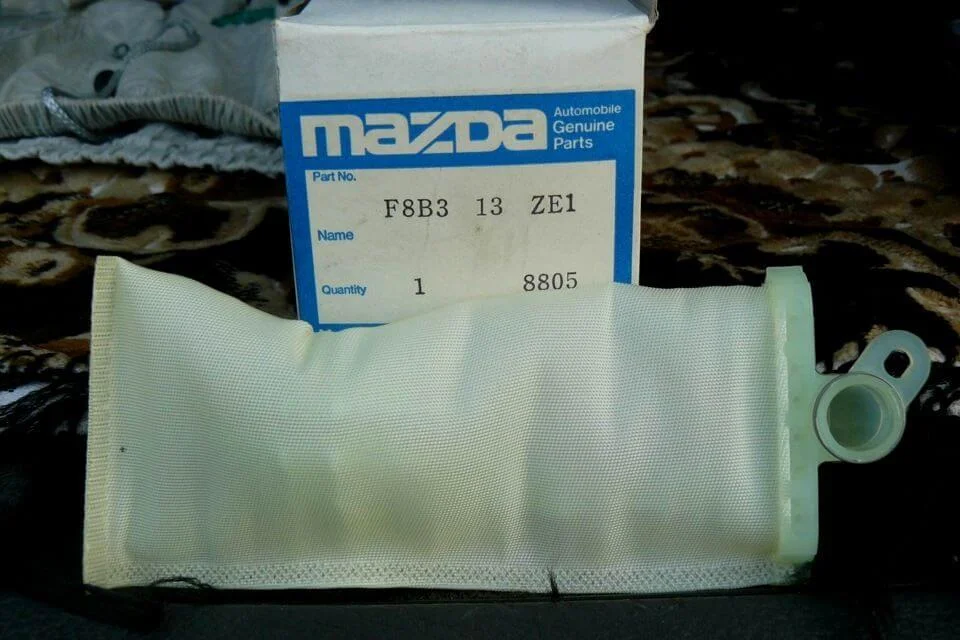 mazda
Automobile
Genuine
Parts
Part No.
F8B3 13 ZE1
Name
Quantity 1 8805